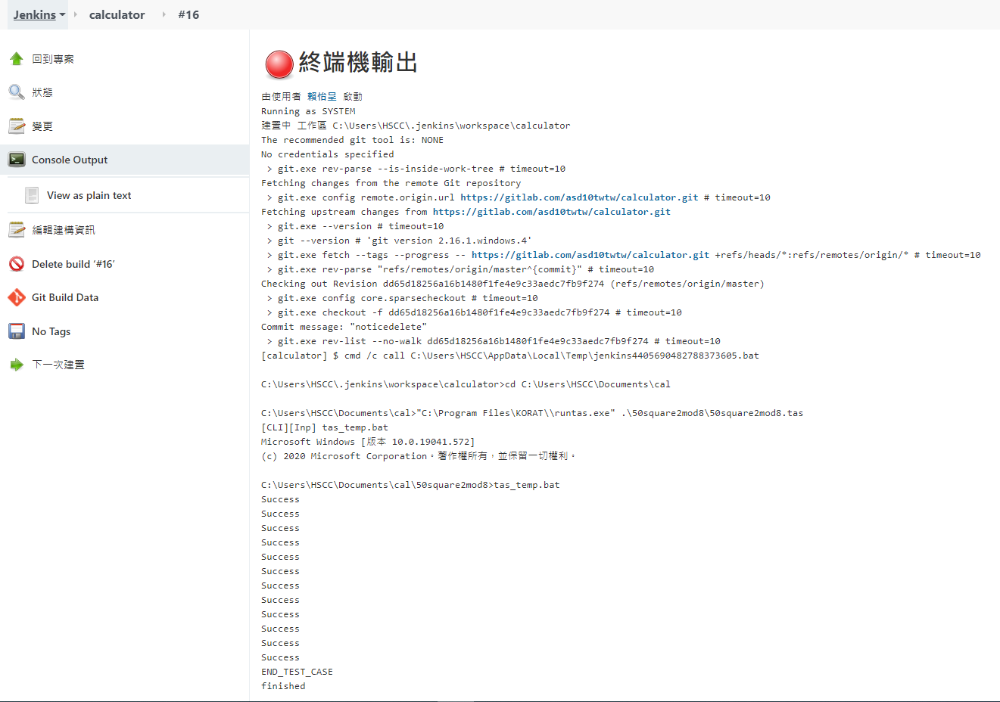 Jenkins
calculator
#16
回到專案
狀態
變更
Console Output
View as plain text
編輯建構資訊
Delete build ‘#16’
Git Build Data
No Tags
下一次建置
終端機輸出
由使用者 賴怡呈 啟動
Running as SYSTEM
建置中 工作區 C:\Users\HSCC\.jenkins\workspace\calculator
The recommended git tool is: NONE
No credentials specified
> git.exe rev-parse --is-inside-work-tree # timeout=10
Fetching changes from the remote Git repository
> git.exe config remote.origin.url https://gitlab.com/asd10twtw/calculator.git # timeout=10
Fetching upstream changes from https://gitlab.com/asd10twtw/calculator.git
> git.exe --version # timeout=10
> git --version # 'git version 2.16.1.windows.4'
> git.exe fetch --tags --progress -- https://gitlab.com/asd10twtw/calculator.git +refs/heads/*:refs/remotes/origin/* # timeout=10
> git.exe rev-parse "refs/remotes/origin/master^{commit}" # timeout=10
Checking out Revision dd65d18256a16b1480f1fe4e9c33aedc7fb9f274 (refs/remotes/origin/master)
> git.exe config core.sparsecheckout # timeout=10
> git.exe checkout -f dd65d18256a16b1480f1fe4e9c33aedc7fb9f274 # timeout=10
Commit message: "noticedelete"
> git.exe rev-list --no-walk dd65d18256a16b1480f1fe4e9c33aedc7fb9f274 # timeout=10
[calculator] $ cmd /c call C:\Users\HSCC\AppData\Local\Temp\jenkins4405690482788373605.bat
C:\Users\HSCC\.jenkins\workspace\calculator>cd C:\Users\HSCC\Documents\cal
C:\Users\HSCC\Documents\cal>"C:\Program Files\KORAT\\runtas.exe" .\50square2mod8\50square2mod8.tas
[CLI][Inp] tas_temp.bat
Microsoft Windows [版本 10.0.19041.572]
(c) 2020 Microsoft Corporation。著作權所有，並保留一切權利。
C:\Users\HSCC\Documents\cal\50square2mod8>tas_temp.bat
Success
Success
Success
Success
Success
Success
Success
Success
Success
Success
Success
Success
END_TEST_CASE
finished